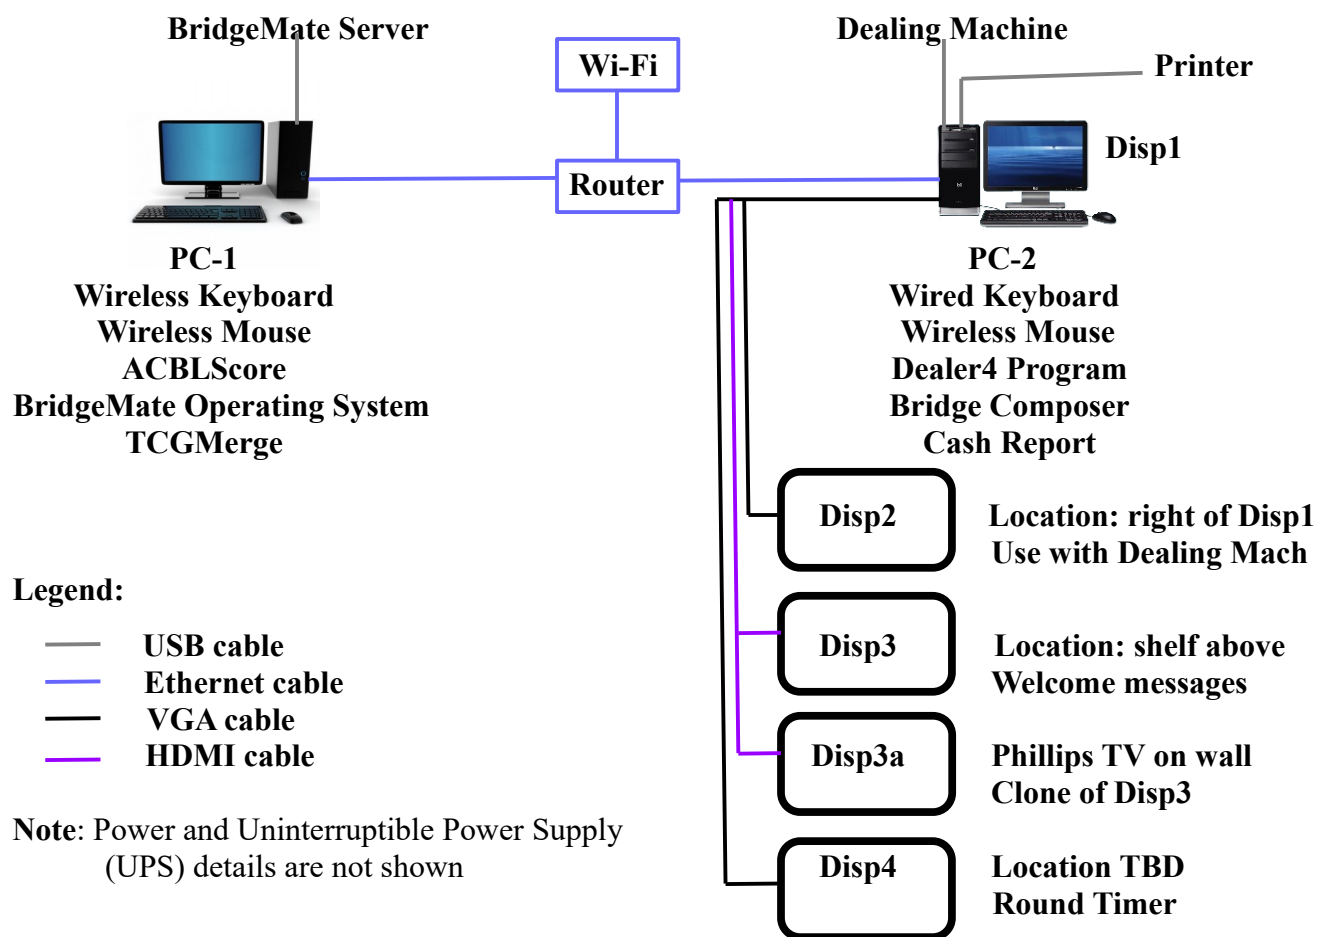 BridgeMate Server
Dealing Machine
Wi-Fi
Printer
Disp1
Router
PC-1
Wireless Keyboard
Wireless Mouse
ACBLScore
BridgeMate Operating System
TCGMerge
PC-2
Wired Keyboard
Wireless Mouse
Dealer4 Program
Bridge Composer
Cash Report
Disp2
Location: right of Disp1
Use with Dealing Mach
Legend:
USB cable
Ethernet cable
VGA cable
HDMI cable
Disp3
Location: shelf above
Welcome messages
Disp3a
Phillips TV on wall
Clone of Disp3
Note: Power and Uninterruptible Power Supply
(UPS) details are not shown
Disp4
Location TBD
Round Timer